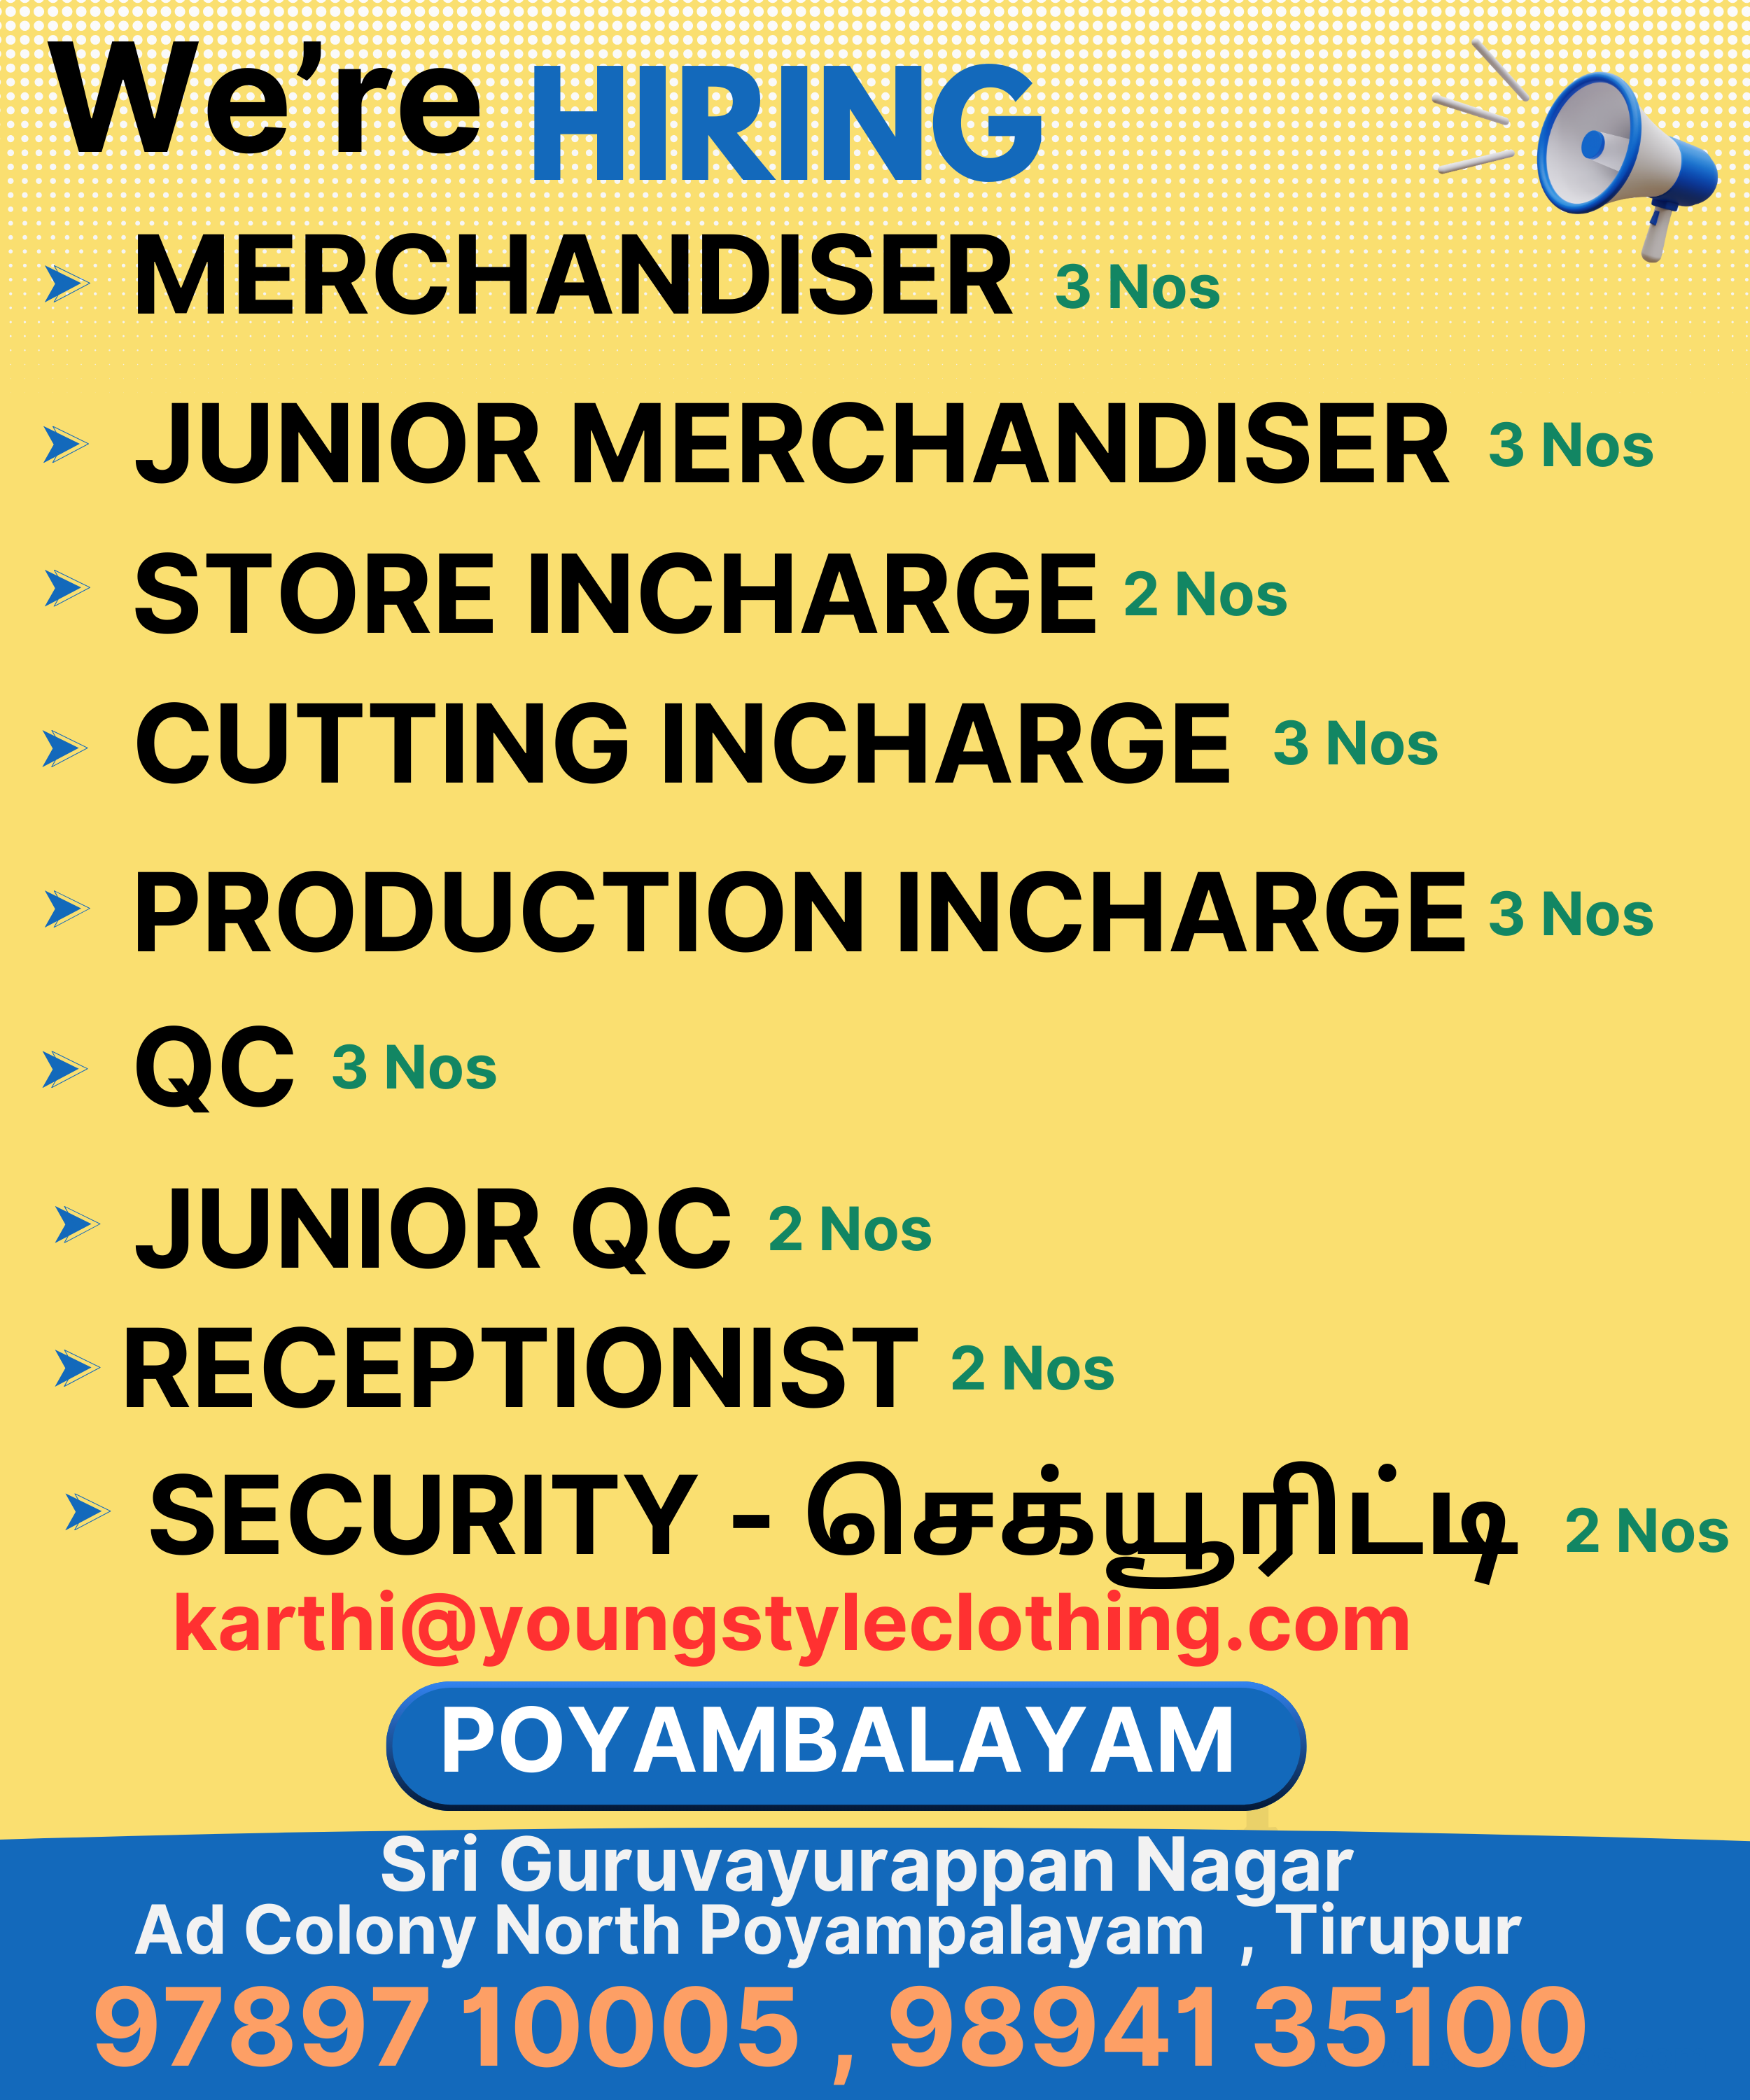 We’re HIRING
➤ MERCHANDISER 3 Nos
➤ JUNIOR MERCHANDISER 3 Nos
➤ STORE INCHARGE 2 Nos
➤ CUTTING INCHARGE 3 Nos
➤ PRODUCTION INCHARGE 3 Nos
➤ QC 3 Nos
➤ JUNIOR QC 2 Nos
➤ RECEPTIONIST 2 Nos
➤ SECURITY - செக்யூரிட்டி 2 Nos
karthi@youngstyleclothing.com
POYAMBALAYAM
Sri Guruvayurappan Nagar
Ad Colony North Poyampalayam , Tirupur
97897 10005 , 98941 35100